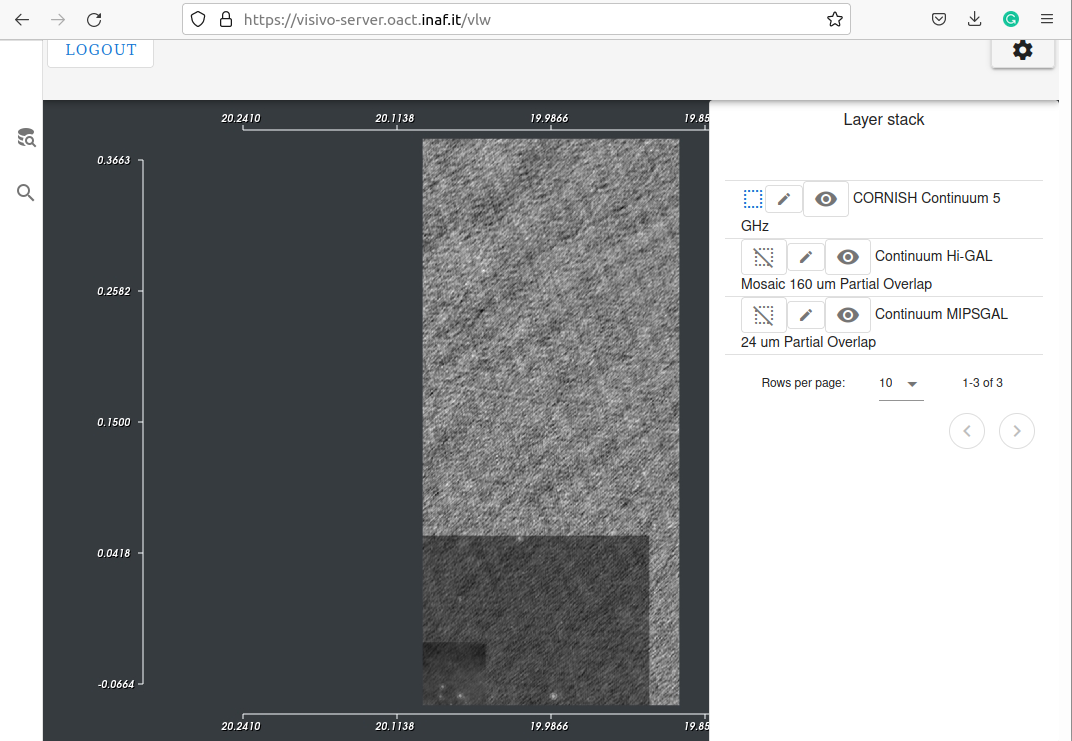 https://visivo-server.oact.inaf.it/vlw
LOGOUT
Layer stack
20.2410 20.1138 19.9866 19.85
0.3663
0.2582
0.1500
0.0418
-0.0664
20.2410 20.1138 19.9866 19.85
CORNISH Continuum 5
GHz
Continuum Hi-GAL
Mosaic 160 um Partial Overlap
Continuum MIPSGAL
24 um Partial Overlap
Rows per page: 10 1-3 of 3